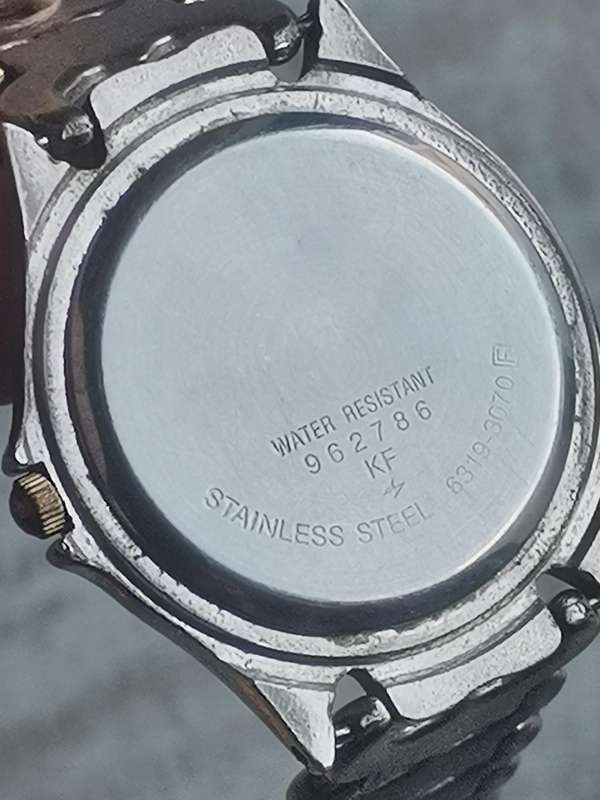 WATER RESISTANT
962786
KF
STAINLESS STEEL 6319-3070 F